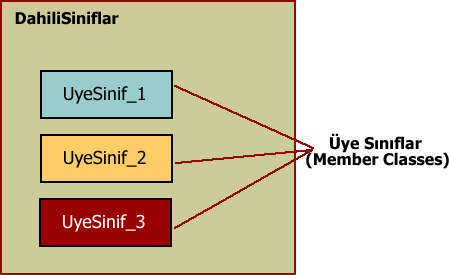 DahiliSiniflar
UyeSinif_1
UyeSinif_2
UyeSinif_3
Üye Sınıflar
(Member Classes)